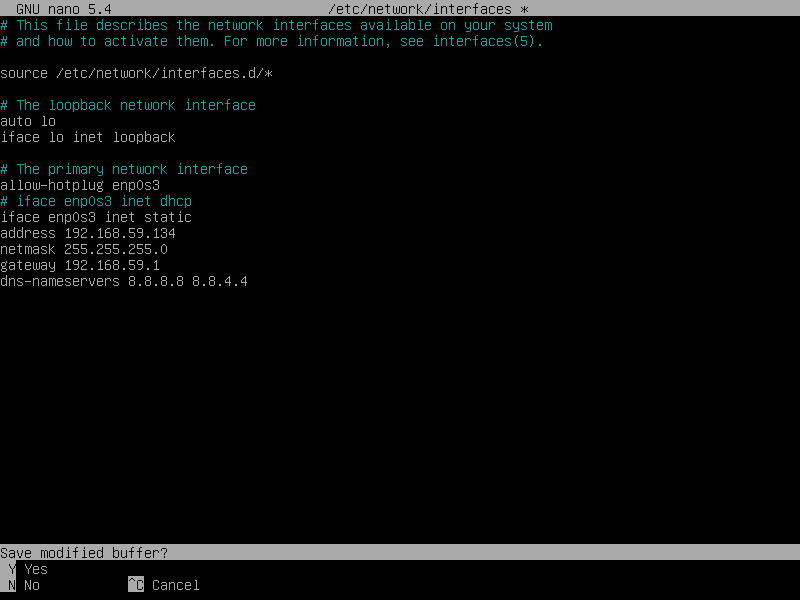 GNU nano 5.4 /etc/network/interfaces *
# This file describes the network interfaces available on your system
# and how to activate them. For more information, see interfaces(5).
source /etc/network/interfaces.d/*
# The loopback network interface
auto lo
iface lo inet loopback
# The primary network interface
allow-hotplug enp0s3
# iface enp0s3 inet dhcp
iface enp0s3 inet static
address 192.168.59.134
netmask 255.255.255.0
gateway 192.168.59.1
dns-nameservers 8.8.8.8 8.8.4.4
Save modified buffer?
Y Yes
N No ^C Cancel